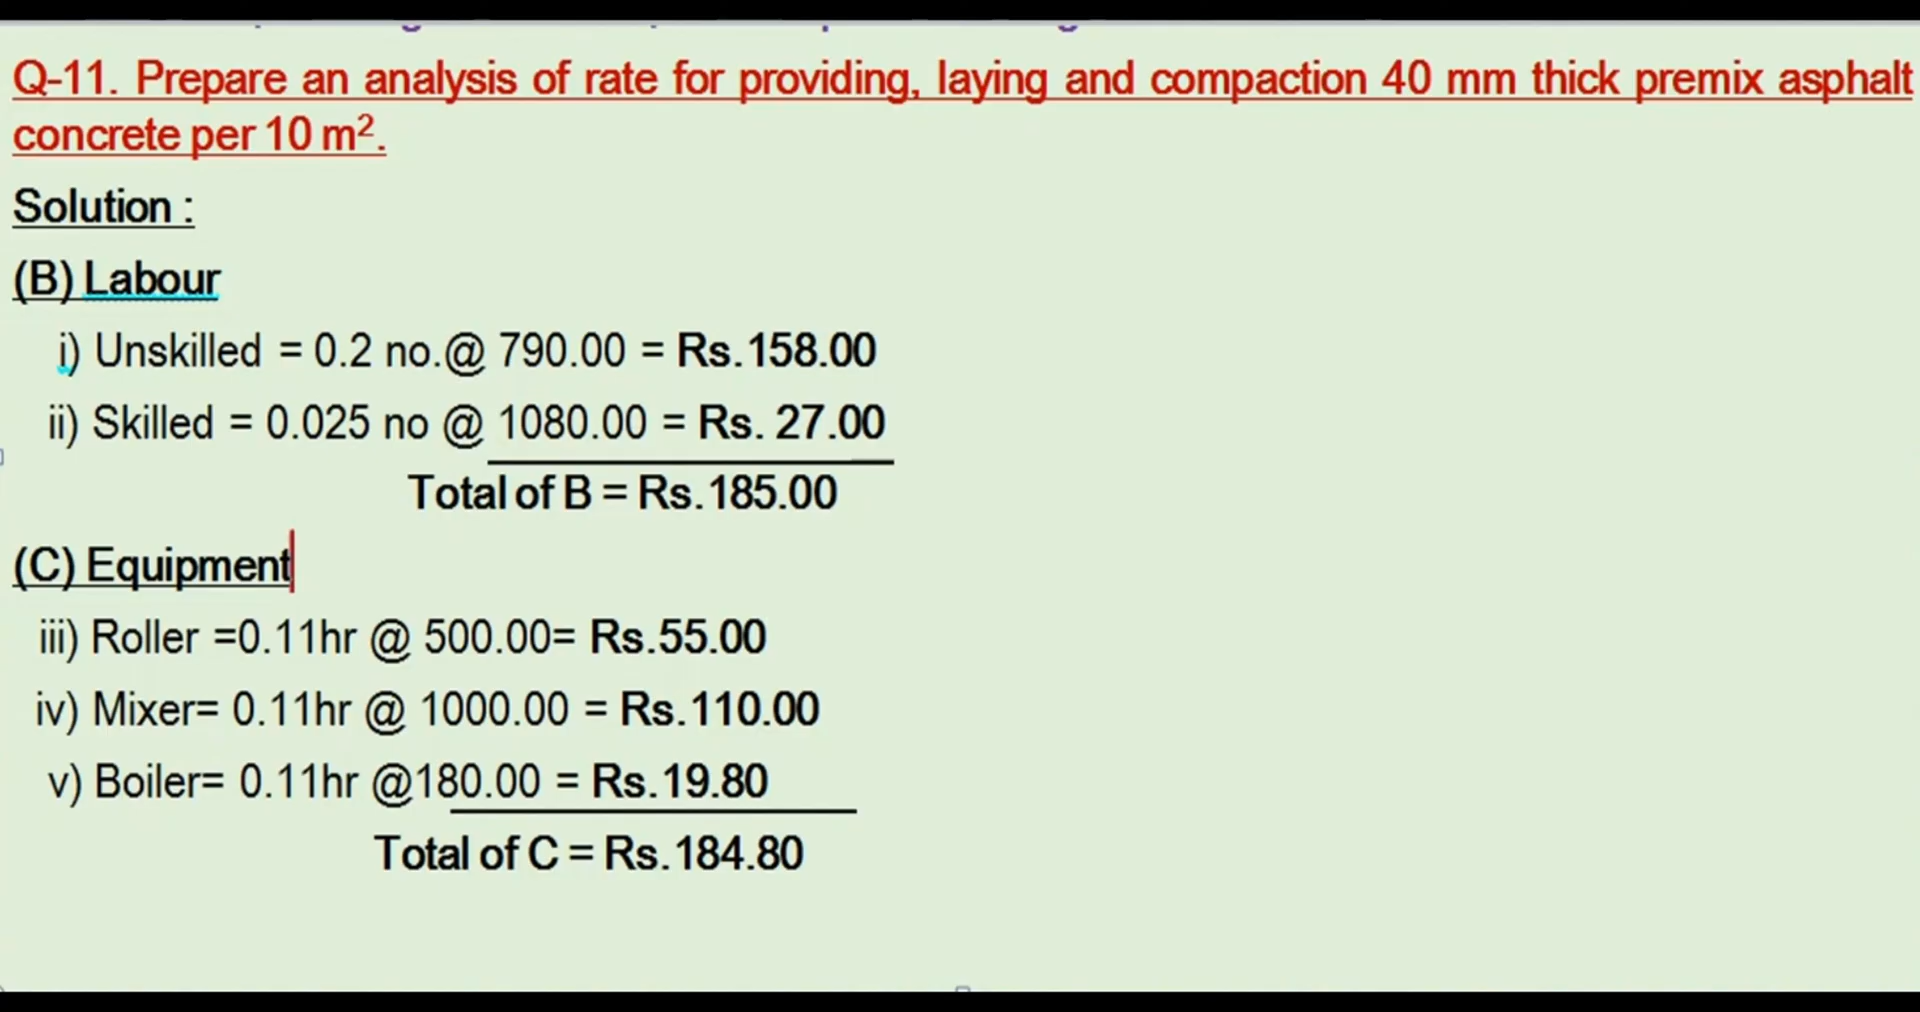 Q-11. Prepare an analysis of rate for providing, laying and compaction 40 mm thick premix asphalt
concrete per 10 m².
Solution :
(B) Labour
i) Unskilled = 0.2 no.@ 790.00 = Rs.158.00
ii) Skilled = 0.025 no @ 1080.00 = Rs. 27.00
Total of B = Rs.185.00
(C) Equipment
iii) Roller =0.11hr @ 500.00= Rs.55.00
iv) Mixer= 0.11hr @ 1000.00 = Rs.110.00
v) Boiler= 0.11hr @180.00 = Rs.19.80
Total of C = Rs.184.80